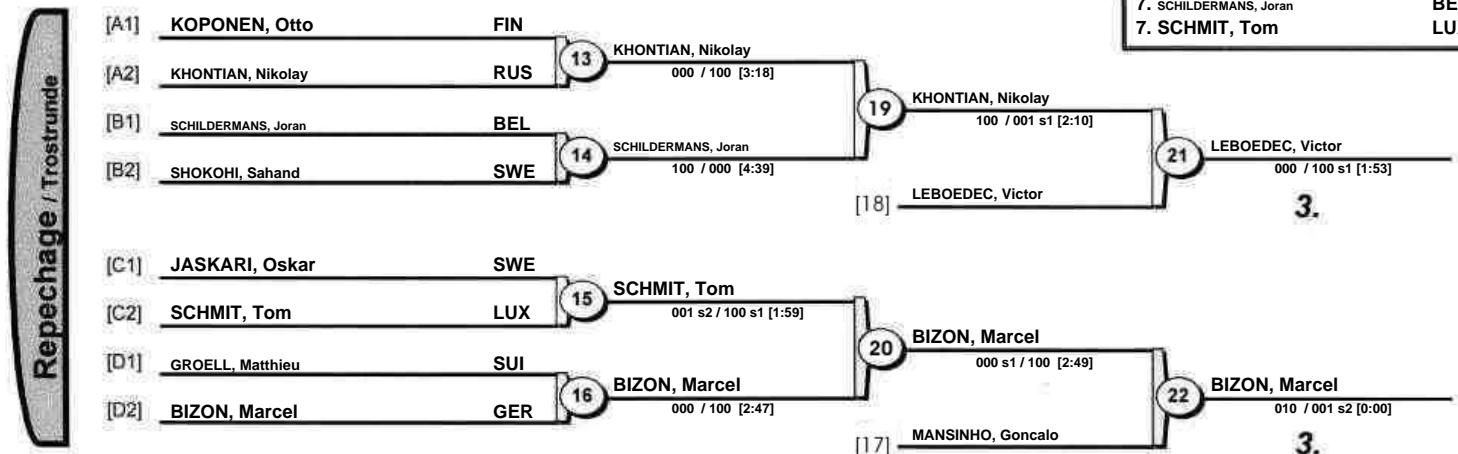 7. SCHILDERMANS, Joran BE
7. SCHMIT, Tom LU
Repechage / Trostrunde
[A1] KOPONEN, Otto FIN
13 KHONTIAN, Nikolay
000 / 100 [3:18]
[A2] KHONTIAN, Nikolay RUS
19 KHONTIAN, Nikolay
100 / 001 s1 [2:10]
[B1] SCHILDERMANS, Joran BEL
14 SCHILDERMANS, Joran
100 / 000 [4:39]
21 LEBOEDEC, Victor
000 / 100 s1 [1:53]
[B2] SHOKOHI, Sahand SWE
[18] LEBOEDEC, Victor
3.
[C1] JASKARI, Oskar SWE
15 SCHMIT, Tom
001 s2 / 100 s1 [1:59]
[C2] SCHMIT, Tom LUX
20 BIZON, Marcel
000 s1 / 100 [2:49]
[D1] GROELL, Matthieu SUI
16 BIZON, Marcel
000 / 100 [2:47]
22 BIZON, Marcel
010 / 001 s2 [0:00]
[D2] BIZON, Marcel GER
[17] MANSINHO, Goncalo
3.